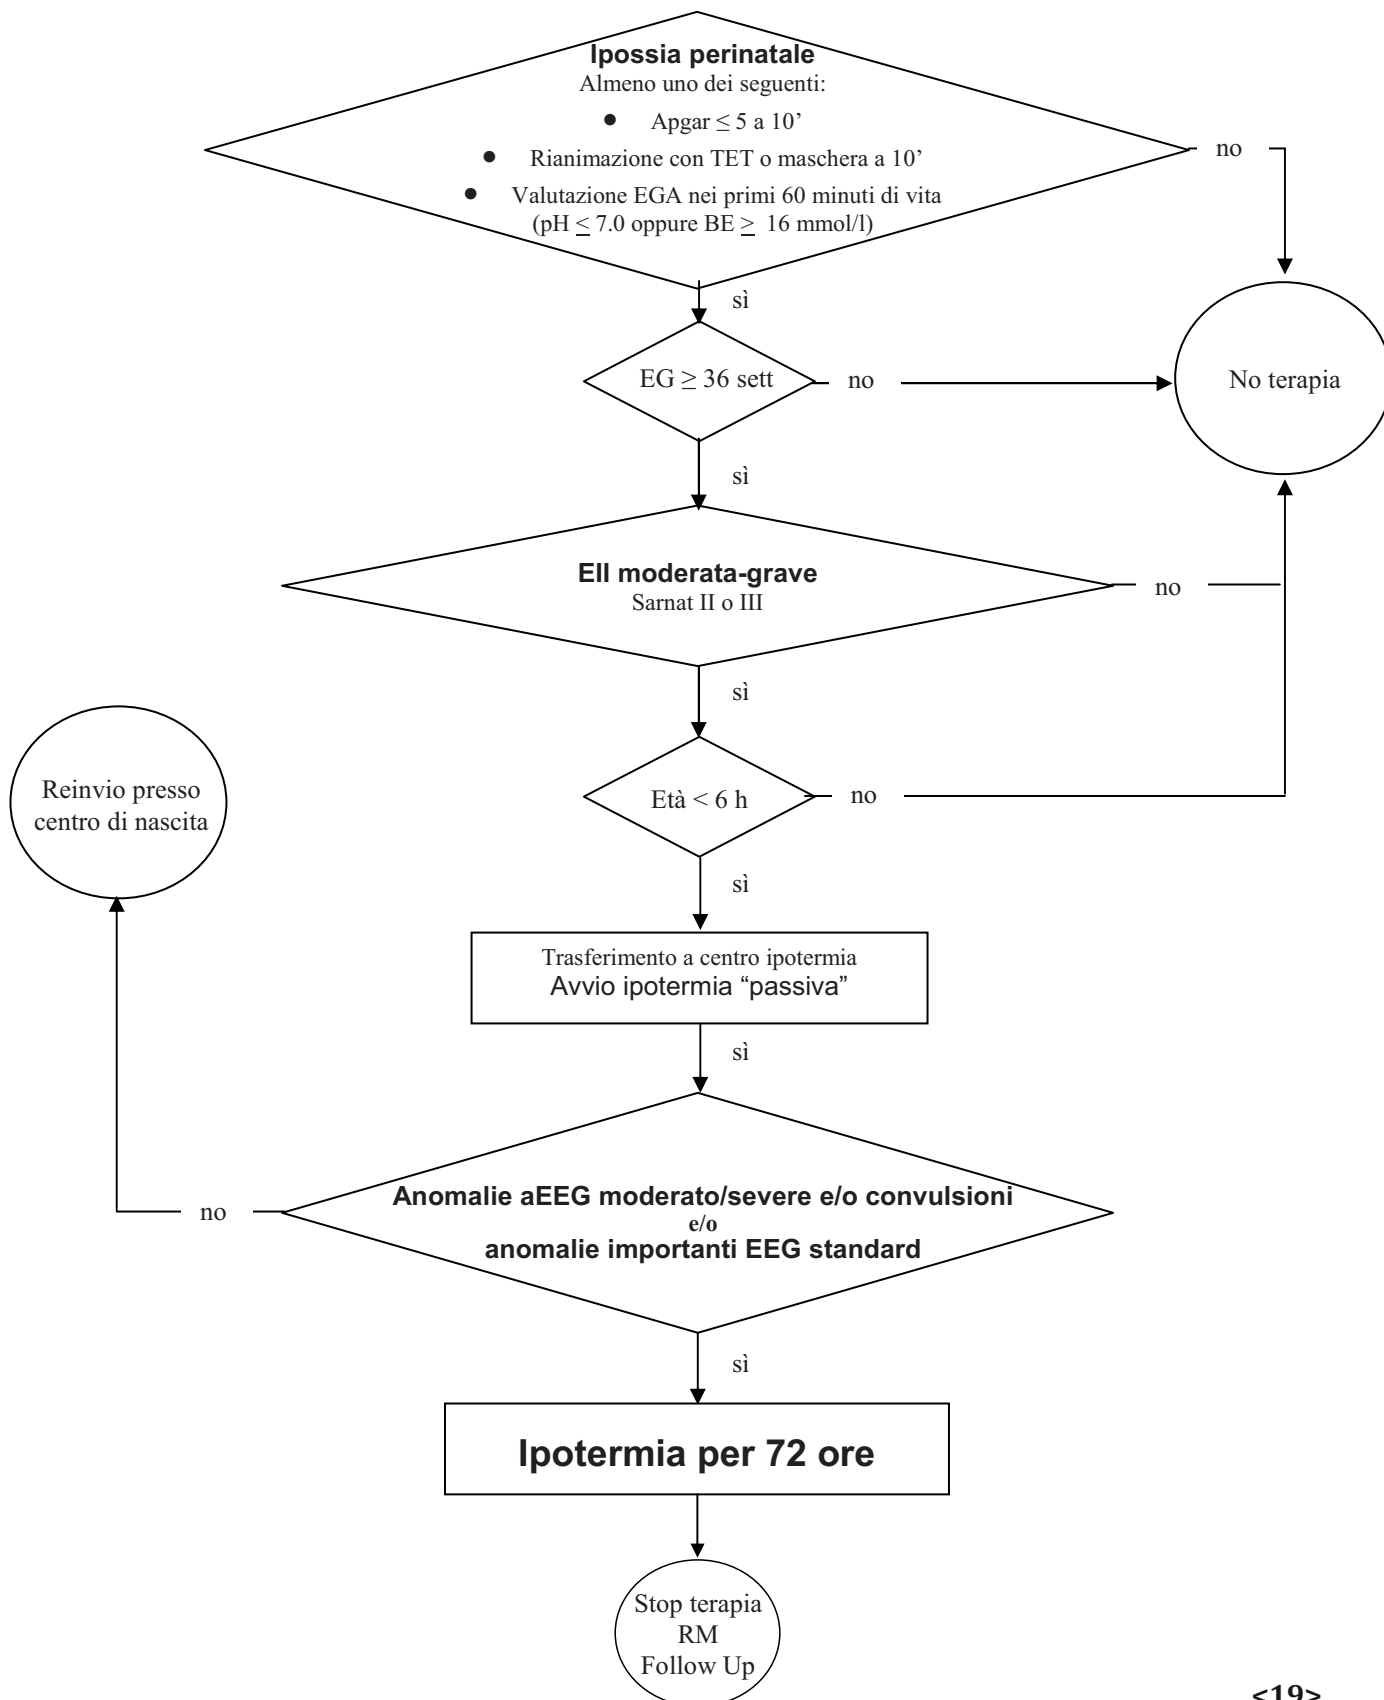 Ipossia perinatale
Almeno uno dei seguenti:
● Apgar ≤ 5 a 10’
● Rianimazione con TET o maschera a 10’
● Valutazione EGA nei primi 60 minuti di vita
(pH ≤ 7.0 oppure BE ≥ 16 mmol/l)
no
sì
EG ≥ 36 sett
no
No terapia
sì
EII moderata-grave
Sarnat II o III
no
sì
Reinvio presso
centro di nascita
Età < 6 h
no
sì
Trasferimento a centro ipotermia
Avvio ipotermia “passiva”
sì
Anomalie aEEG moderato/severe e/o convulsioni
e/o
anomalie importanti EEG standard
no
sì
Ipotermia per 72 ore
Stop terapia
RM
Follow Up
<19>